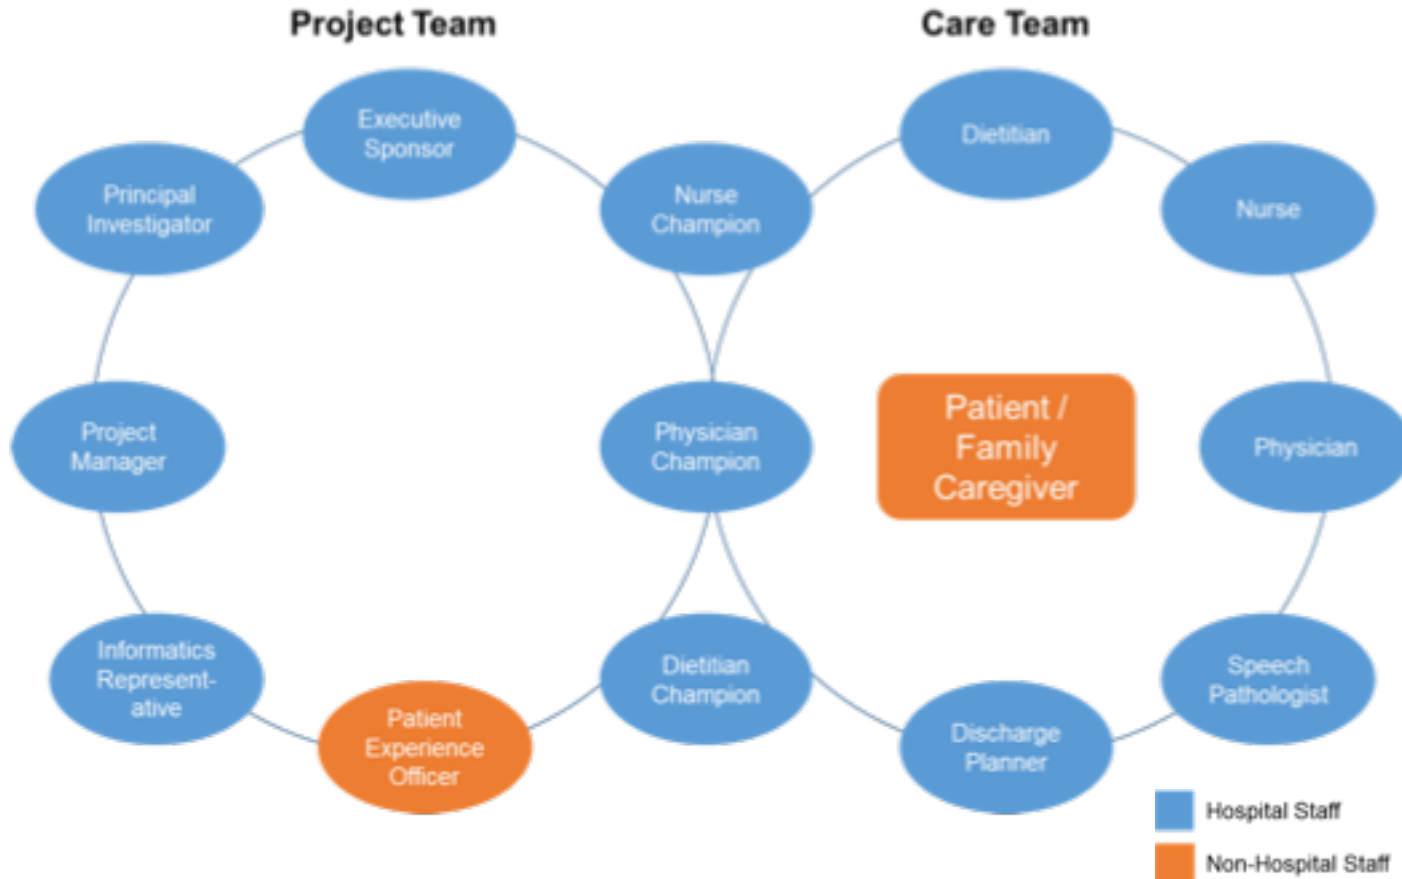 Project Team
Care Team
Executive
Sponsor
Dietitian
Principal
Investigator
Nurse
Champion
Nurse
Project
Manager
Physician
Champion
Patient /
Family
Caregiver
Physician
Informatics
Represent-
ative
Patient
Experience
Officer
Dietitian
Champion
Discharge
Planner
Speech
Pathologist
Hospital Staff
Non-Hospital Staff